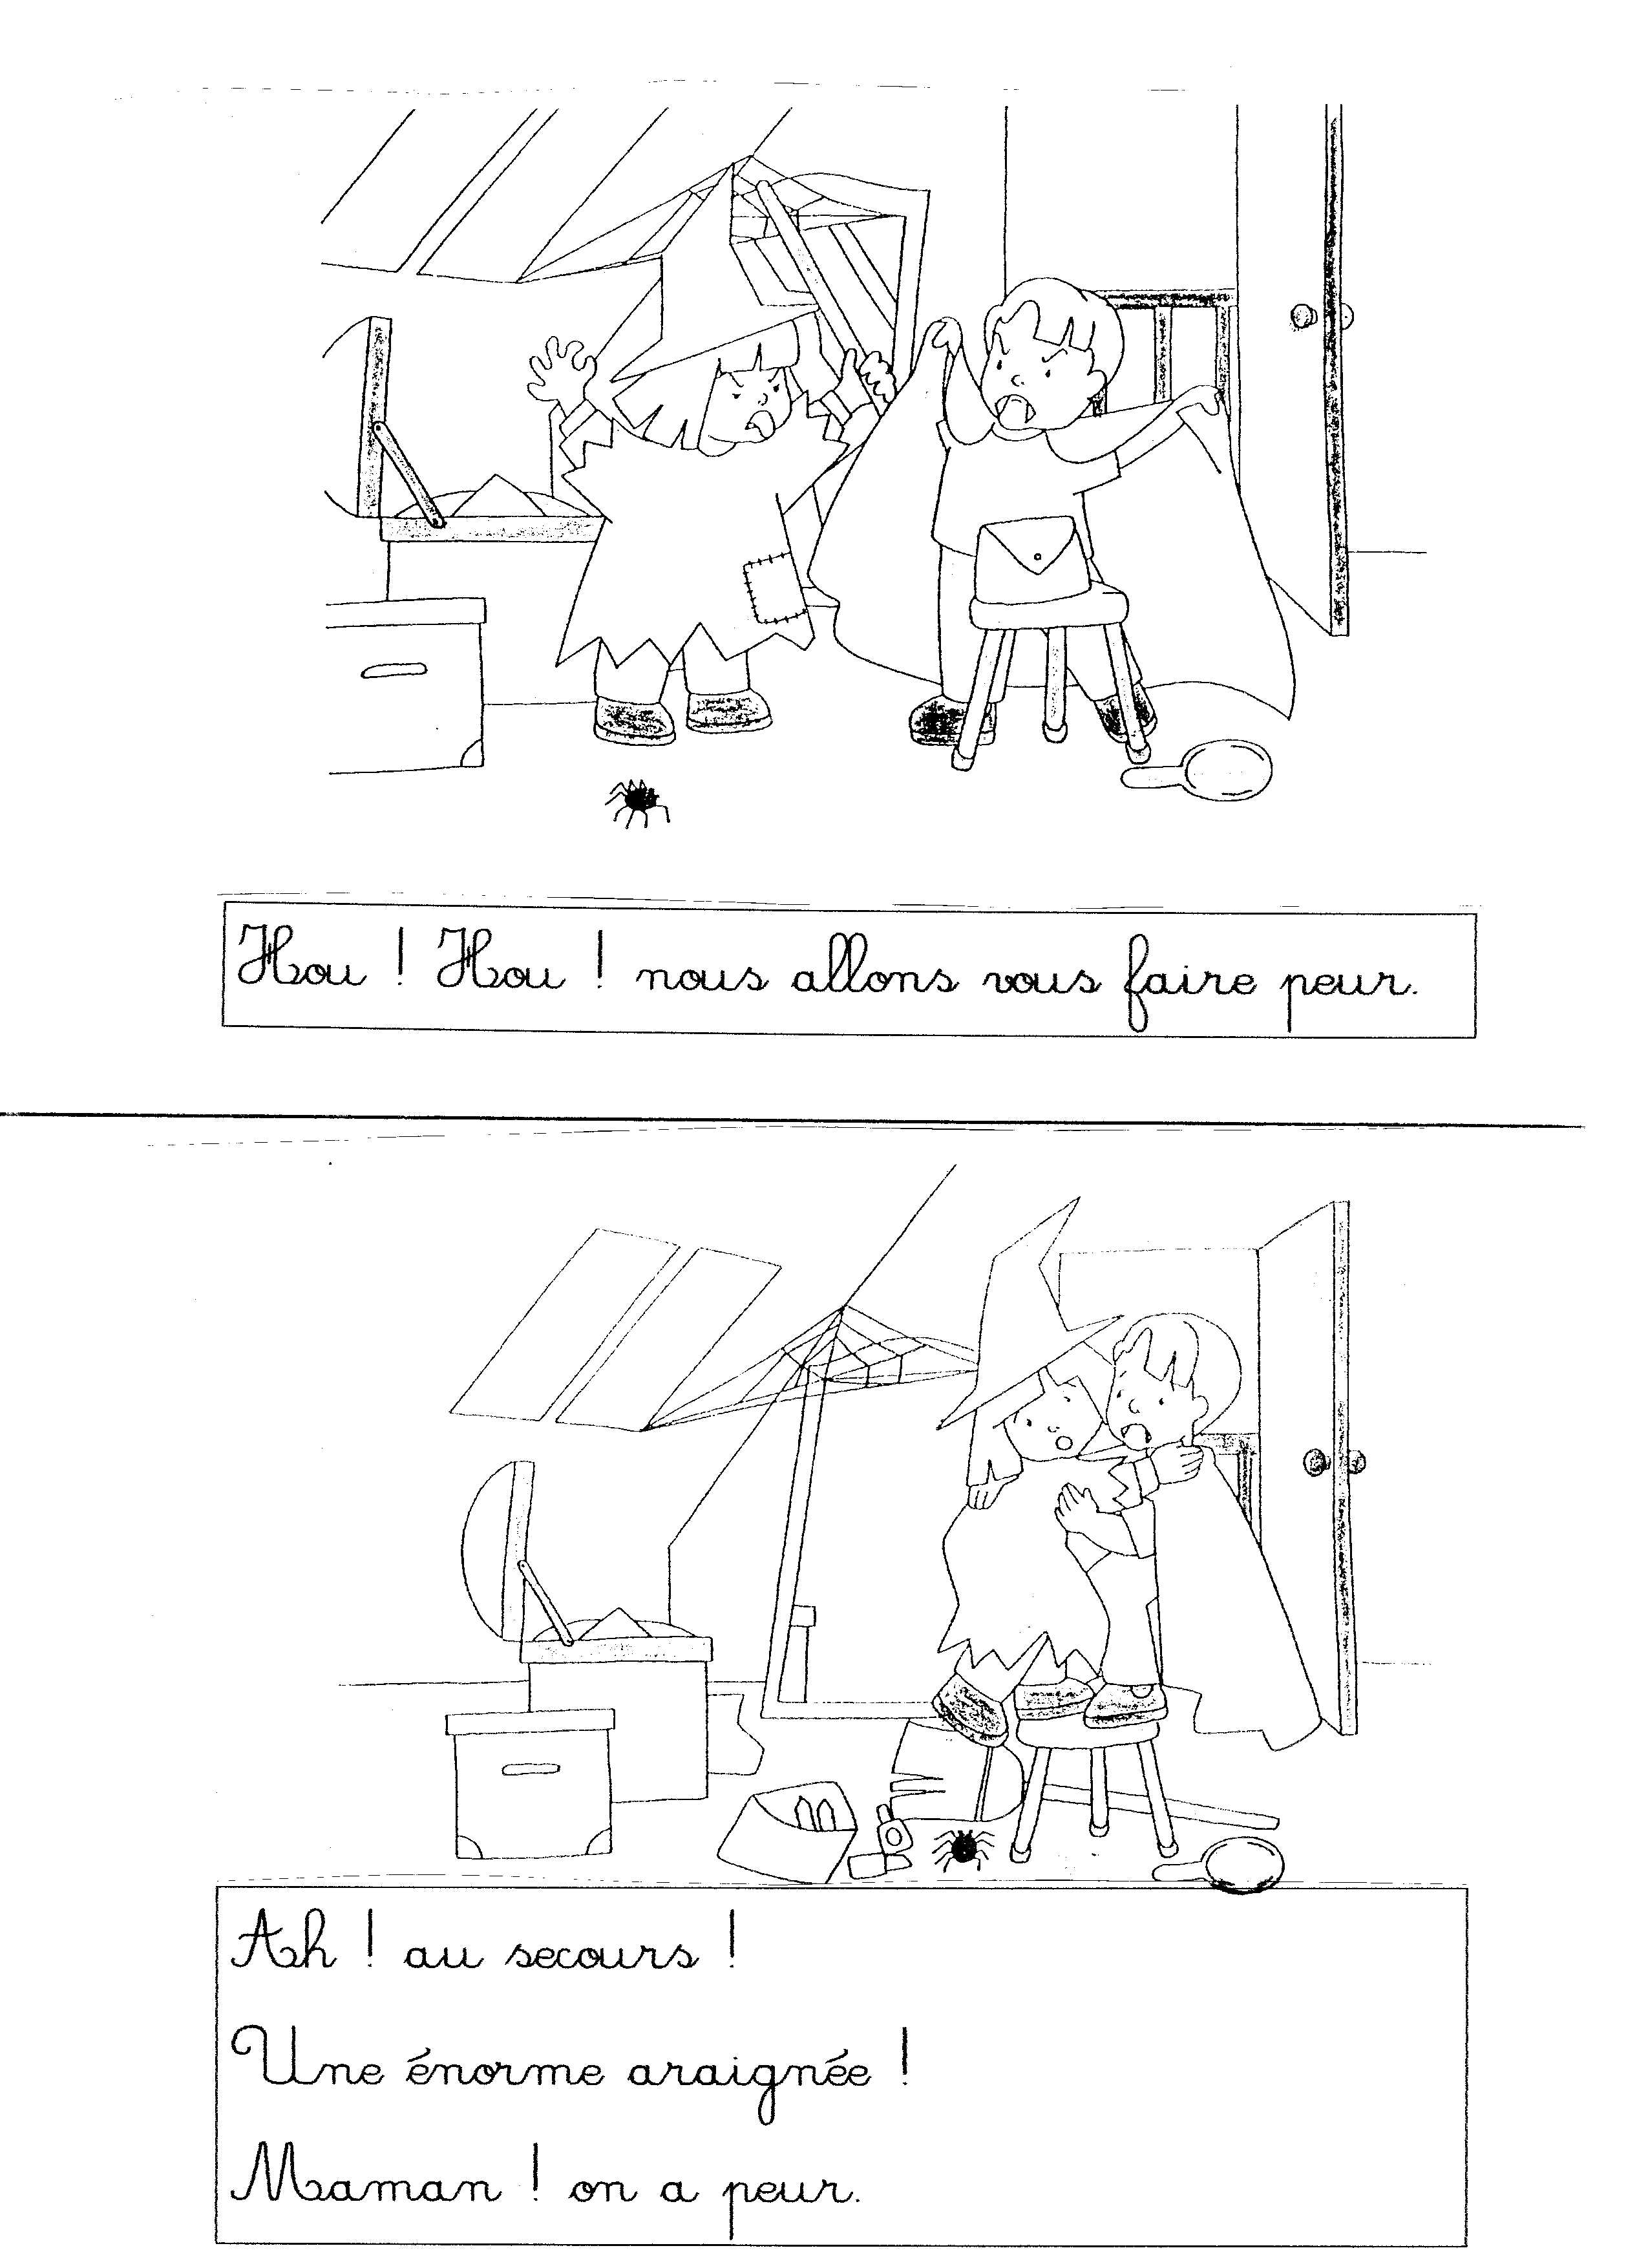 Hou ! Hou ! nous allons vous faire peur.
Ah ! au secours !
Une énorme araignée !
Maman ! on a peur.